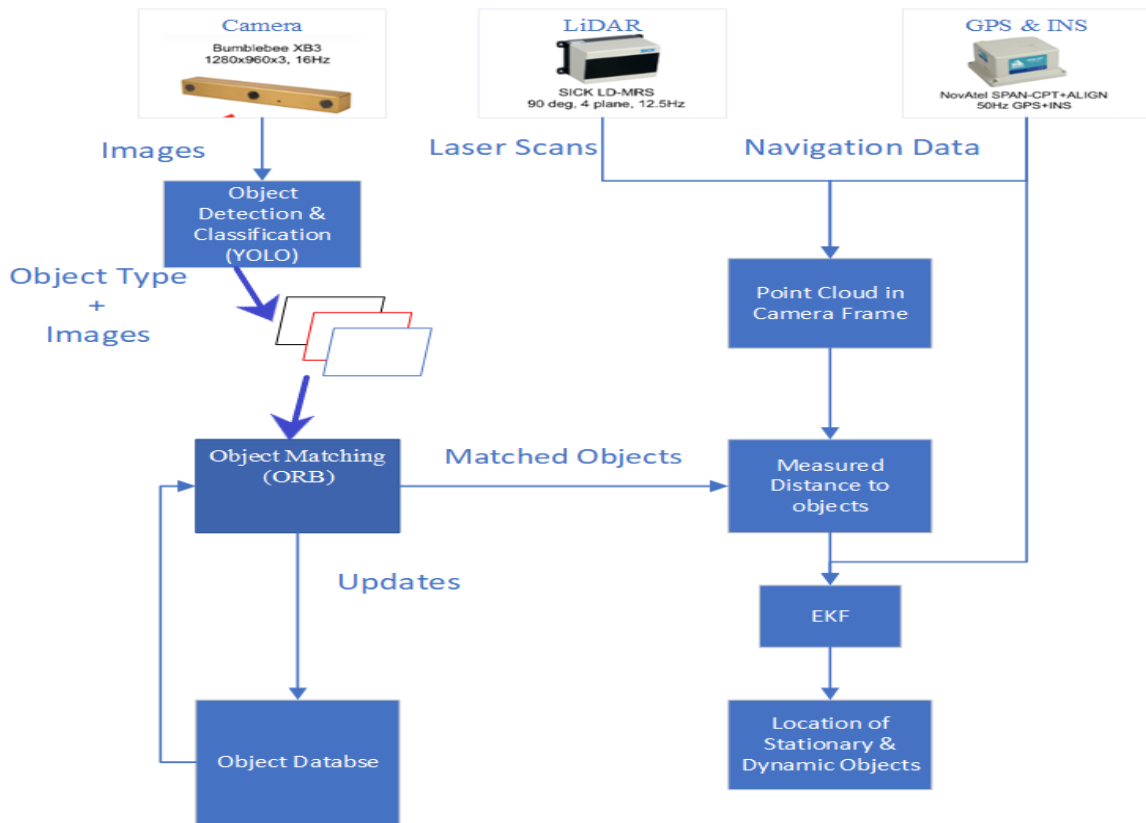 Camera
Bumblebee XB3
1280x960x3, 16Hz
LiDAR
SICK LD-MRS
90 deg, 4 plane, 12.5Hz
GPS & INS
NovAtel SPAN-CPT+ALIGN
50Hz GPS+INS
Images
Laser Scans
Navigation Data
Object
Detection &
Classification
(YOLO)
Object Type
+
Images
Point Cloud in
Camera Frame
Object Matching
(ORB)
Matched Objects
Measured
Distance to
objects
Updates
EKF
Object Databse
Location of
Stationary &
Dynamic Objects